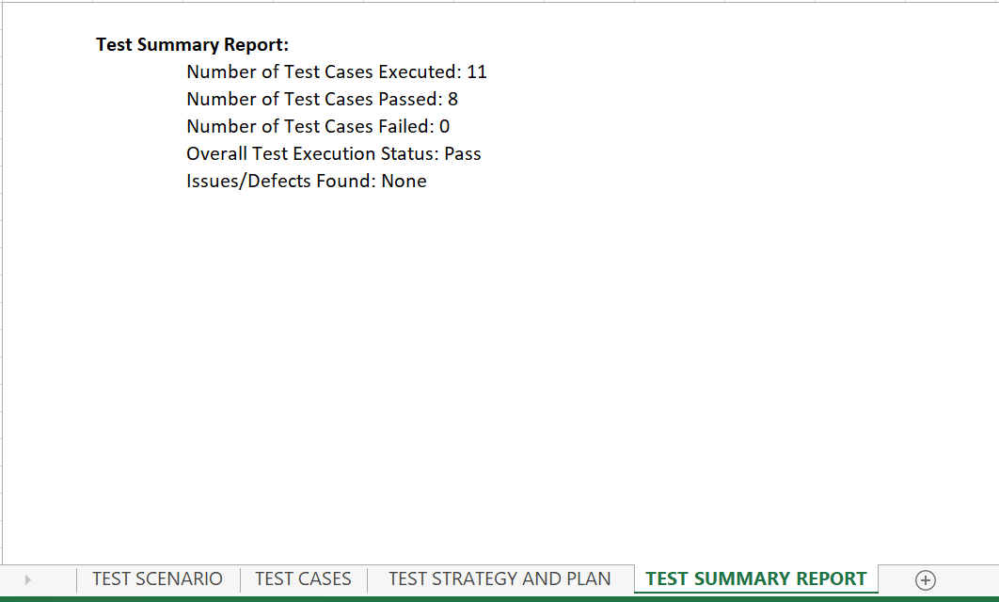 Test Summary Report:
Number of Test Cases Executed: 11
Number of Test Cases Passed: 8
Number of Test Cases Failed: 0
Overall Test Execution Status: Pass
Issues/Defects Found: None
TEST SCENARIO
TEST CASES
TEST STRATEGY AND PLAN
TEST SUMMARY REPORT